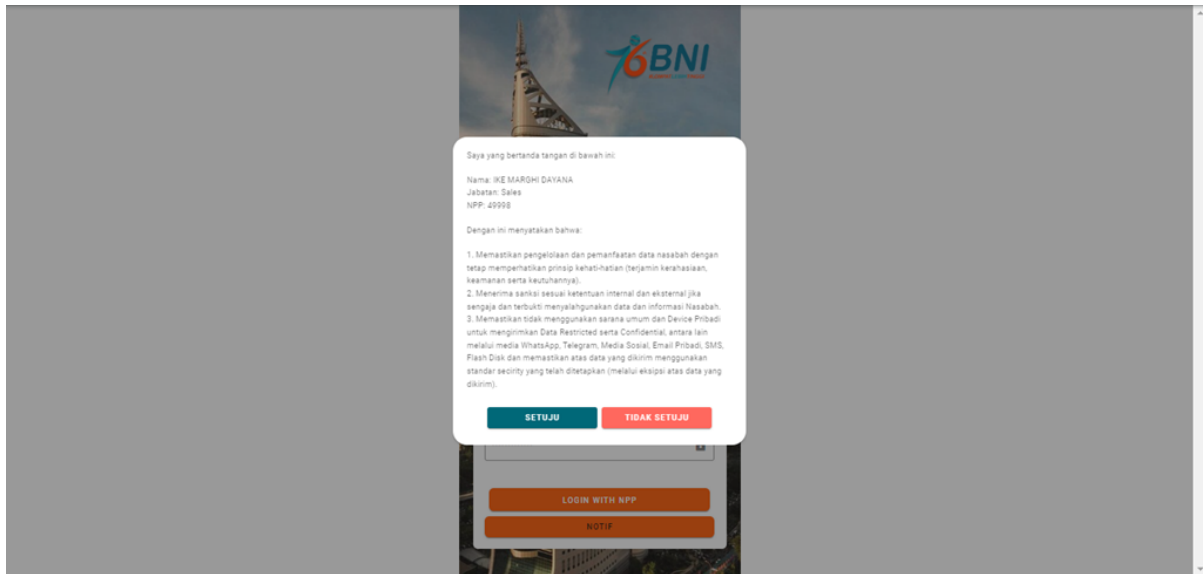 76 BNI
Saya yang bertanda tangan di bawah ini:
Nama: IKE MARGHI DAYANA
Jabatan: Sales
NPP: 49998
Dengan ini menyatakan bahwa:
1. Memastikan pengelolaan dan pemanfaatan data nasabah dengan
tetap memperhatikan prinsip kehati-hatian (terjamin kerahasiaan,
keamanan serta keutuhannya).
2. Menerima sanksi sesuai ketentuan internal dan eksternal jika
sengaja dan terbukti menyalahgunakan data dan informasi Nasabah.
3. Memastikan tidak menggunakan sarana umum dan Device Pribadi
untuk mengirimkan Data Restricted serta Confidential, antara lain
melalui media WhatsApp, Telegram, Media Sosial, Email Pribadi, SMS,
Flash Disk dan memastikan atas data yang dikirim menggunakan
standar secirity yang telah ditetapkan (melalui eksipsi atas data yang
dikirim).
SETUJU TIDAK SETUJU
LOGIN WITH NPP
NOTIF